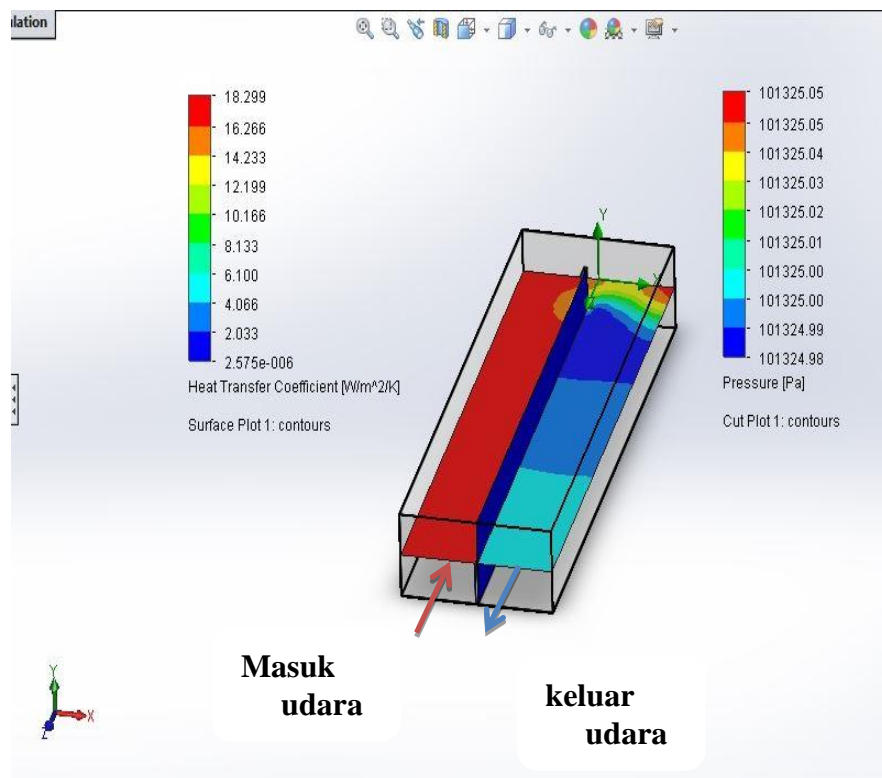 ulation
18.299
16.266
14.233
12.199
10.166
8.133
6.100
4.066
2.033
2.575e-006
Heat Transfer Coefficient [W/m^2/K]
Surface Plot 1: contours
101325.05
101325.05
101325.04
101325.03
101325.02
101325.01
101325.00
101325.00
101324.99
101324.98
Pressure [Pa]
Cut Plot 1: contours
Y
X
Masuk
udara
keluar
udara
Y
X
Z